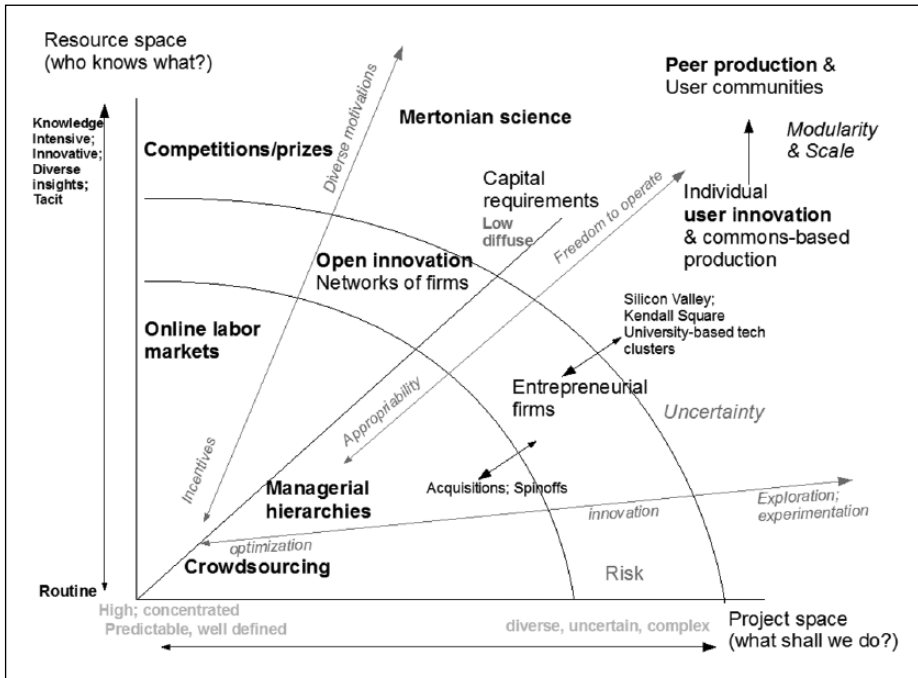 Resource space
(who knows what?)
Knowledge
Intensive;
Innovative;
Diverse
insights;
Tacit
Competitions/prizes
Diverse motivations
Mertonian science
Peer production &
User communities
Modularity
& Scale
Capital
requirements
Low
diffuse
Freedom to operate
Individual
user innovation
& commons-based
production
Open innovation
Networks of firms
Online labor
markets
Silicon Valley;
Kendall Square
University-based tech
clusters
Appropriability
Entrepreneurial
firms
Uncertainty
Incentives
Managerial
hierarchies
Acquisitions; Spinoffs
Exploration;
experimentation
innovation
optimization
Crowdsourcing
Risk
Routine
High; concentrated
Predictable, well defined
diverse, uncertain, complex
Project space
(what shall we do?)